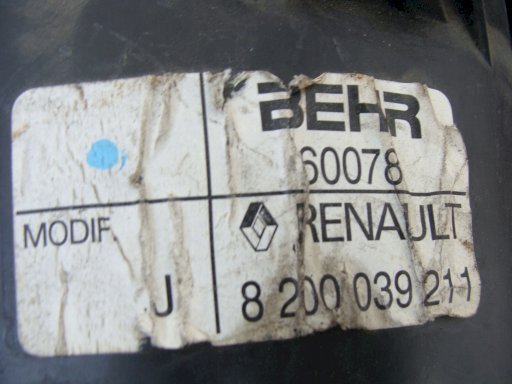 BEHR
60078
MODIF.
RENAULT
J
8 200 039 211